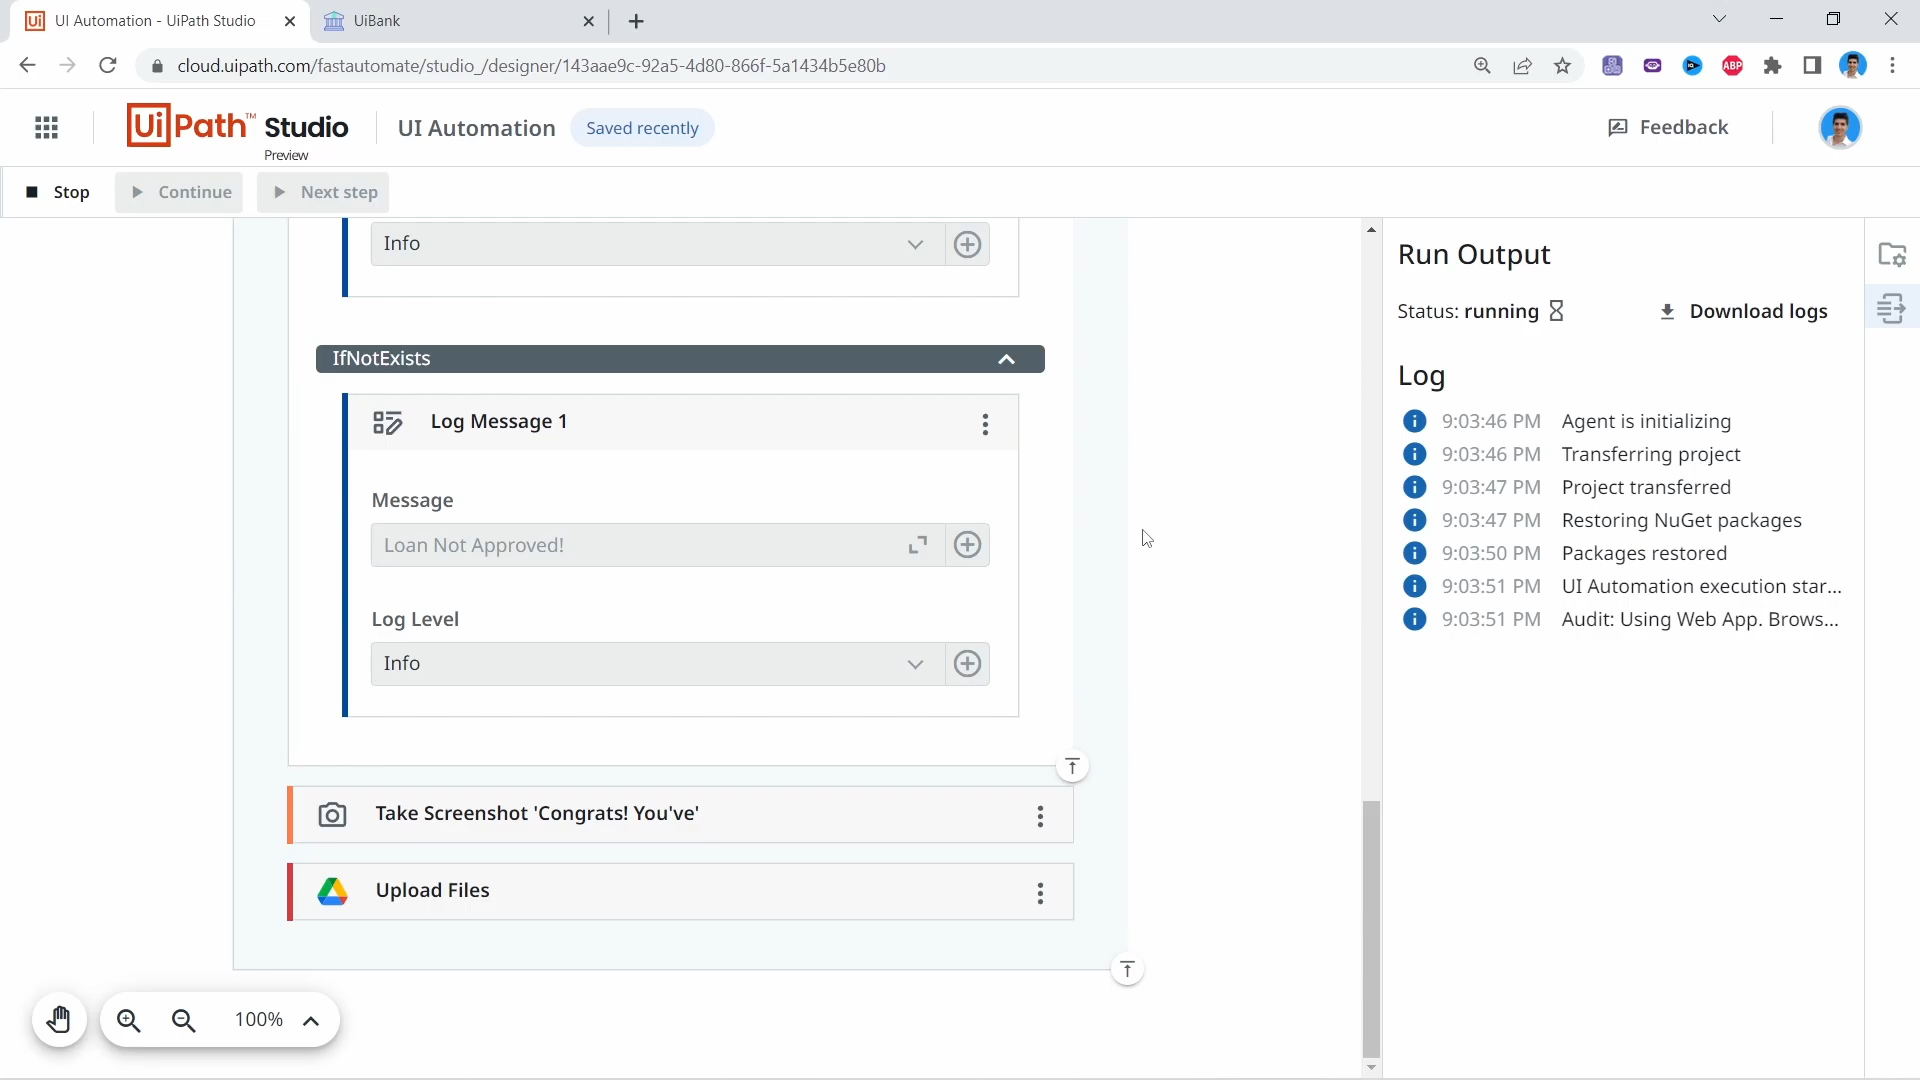 UI Automation - UiPath Studio
UiBank
cloud.uipath.com/fastautomate/studio_/designer/143aae9c-92a5-4d80-866f-5a1434b5e80b
ABP
UiPath™ Studio
Preview
UI Automation
Saved recently
Feedback
Stop
Continue
Next step
Info
IfNotExists
Log Message 1
Message
Loan Not Approved!
Log Level
Info
Take Screenshot 'Congrats! You've'
Upload Files
100%
Run Output
Status: running
Download logs
Log
9:03:46 PM Agent is initializing
9:03:46 PM Transferring project
9:03:47 PM Project transferred
9:03:47 PM Restoring NuGet packages
9:03:50 PM Packages restored
9:03:51 PM UI Automation execution star...
9:03:51 PM Audit: Using Web App. Brows...